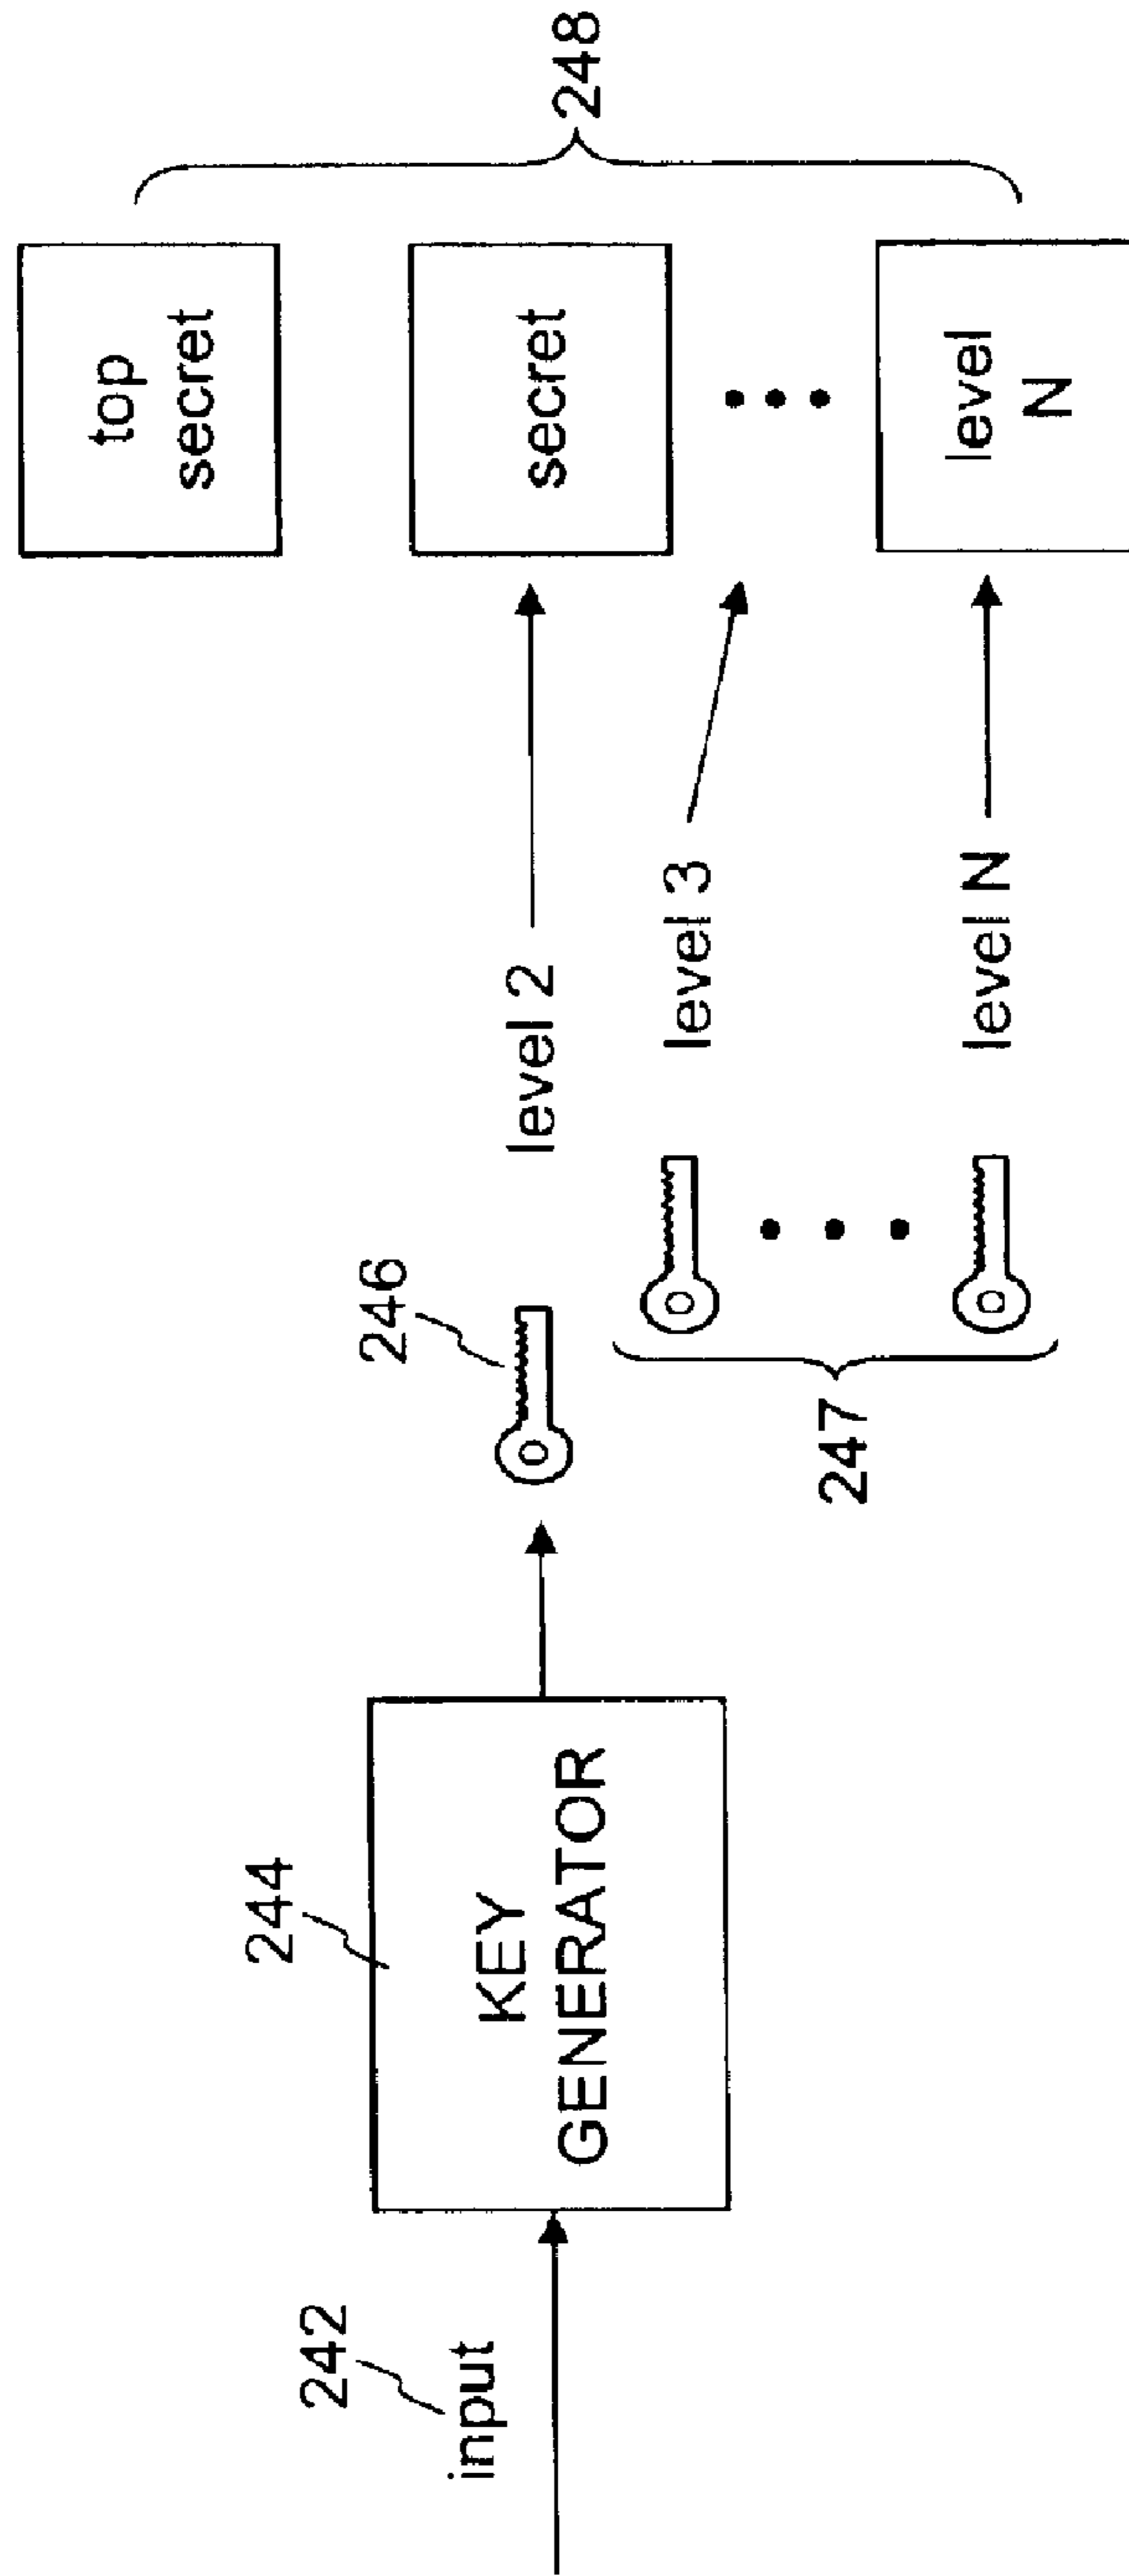 242
input
244
KEY
GENERATOR
246
247
level 2
level 3
level N
top
secret
secret
level
N
248